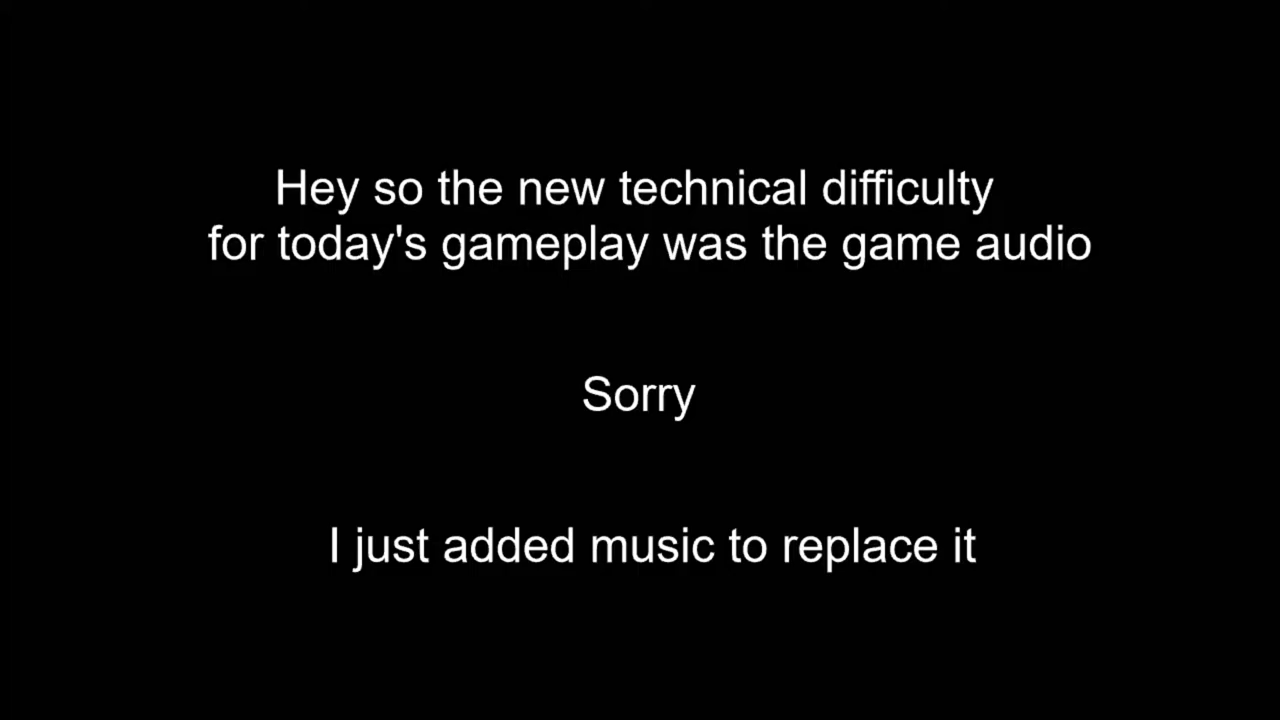 Hey so the new technical difficulty
for today's gameplay was the game audio
Sorry
I just added music to replace it